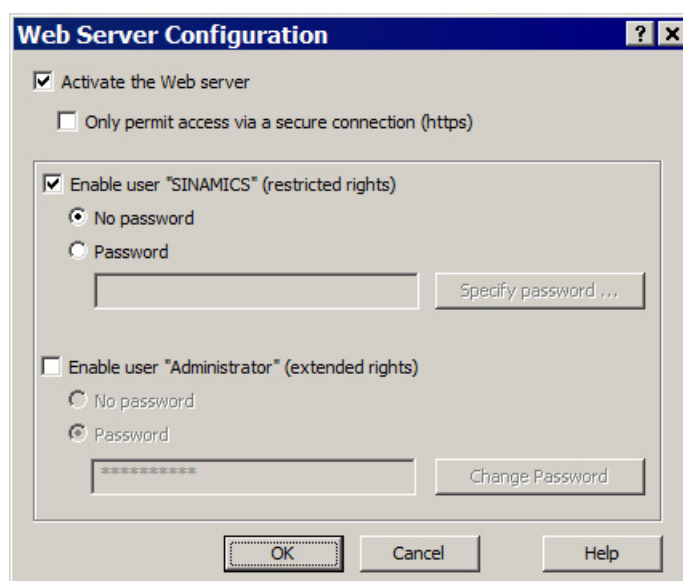 Web Server Configuration
Activate the Web server
Only permit access via a secure connection (https)
Enable user "SINAMICS" (restricted rights)
No password
Password
Specify password ...
Enable user "Administrator" (extended rights)
No password
Password
********** Change Password
OK Cancel Help